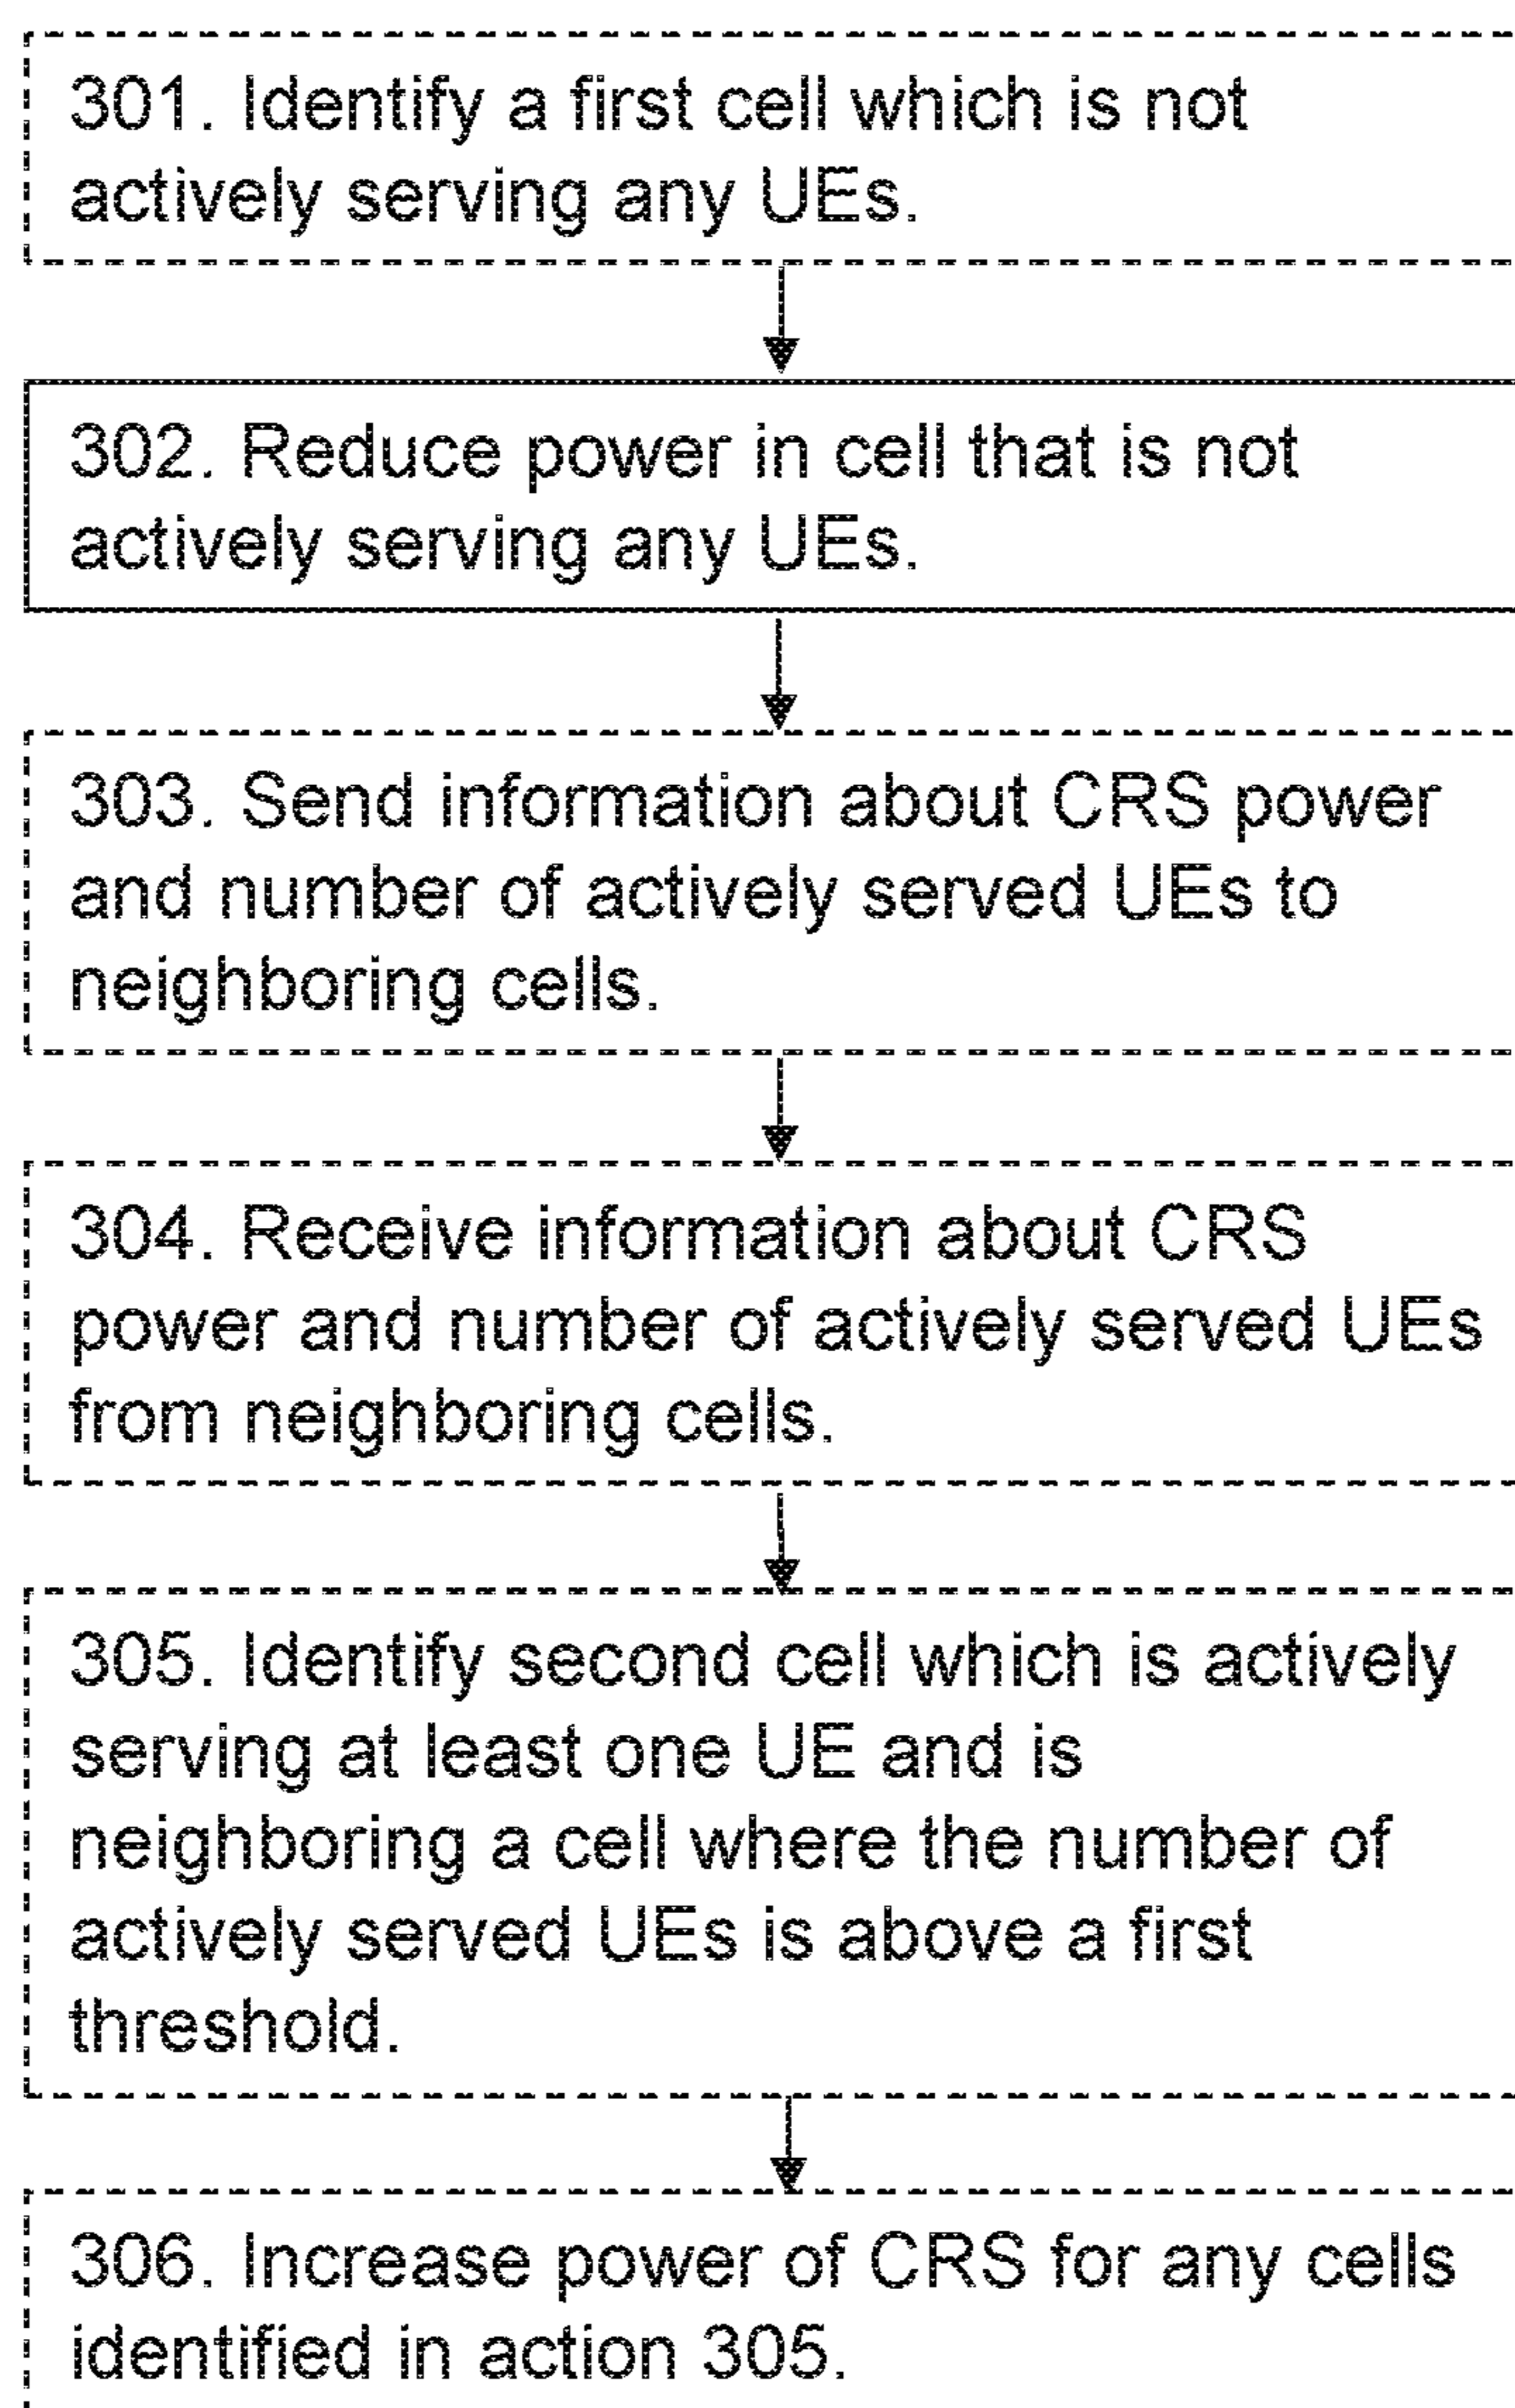 301. Identify a first cell which is not
actively serving any UEs.
302. Reduce power in cell that is not
actively serving any UEs.
303. Send information about CRS power
and number of actively served UEs to
neighboring cells.
304. Receive information about CRS
power and number of actively served UEs
from neighboring cells.
305. Identify second cell which is actively
serving at least one UE and is
neighboring a cell where the number of
actively served UEs is above a first
threshold.
306. Increase power of CRS for any cells
identified in action 305.